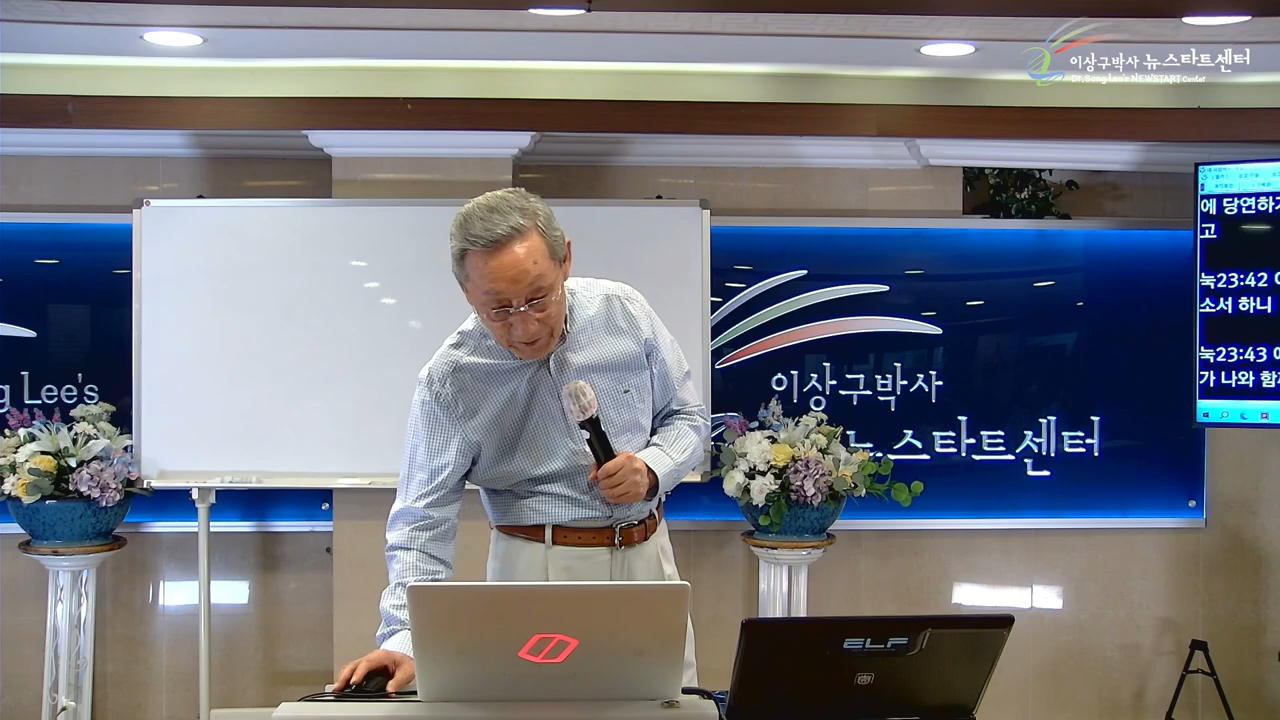 이상구박사 뉴스타트센터
Dr. Sang Lee's NEWSTART Center
에 당연하
고
눅23:42
소서 하니
눅23:43
가 나와 함
g Lee's
이상구박사
뉴스타트센터
ELF